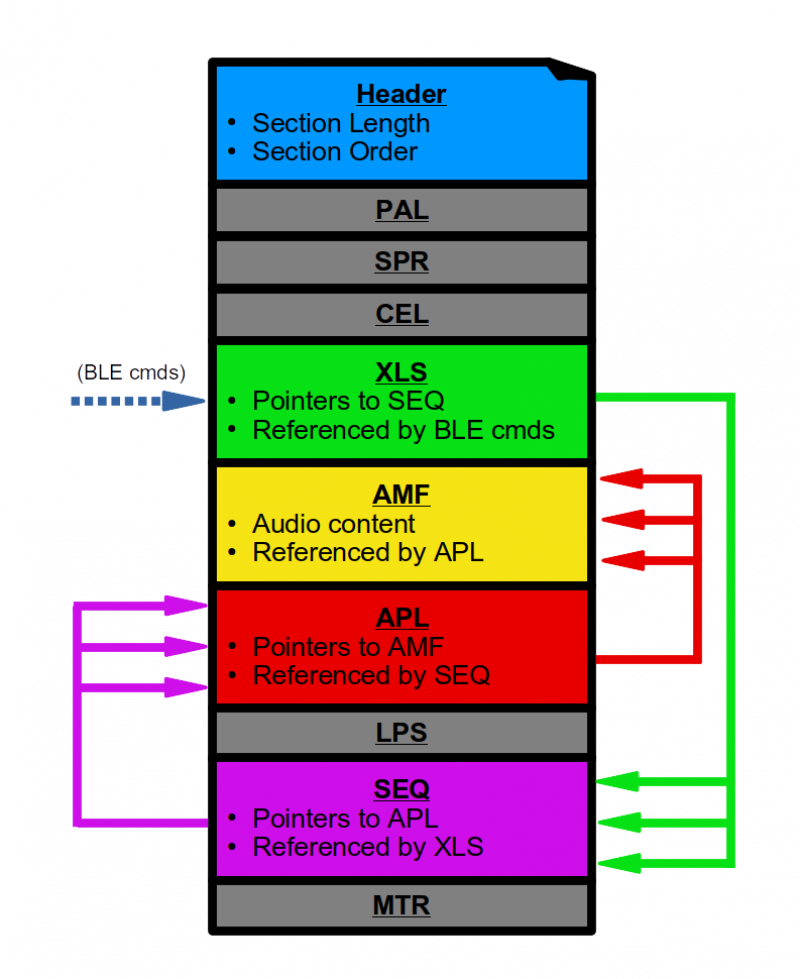 Header
• Section Length
• Section Order
PAL
SPR
CEL
(BLE cmds)
XLS
• Pointers to SEQ
• Referenced by BLE cmds
AMF
• Audio content
• Referenced by APL
APL
• Pointers to AMF
• Referenced by SEQ
LPS
SEQ
• Pointers to APL
• Referenced by XLS
MTR